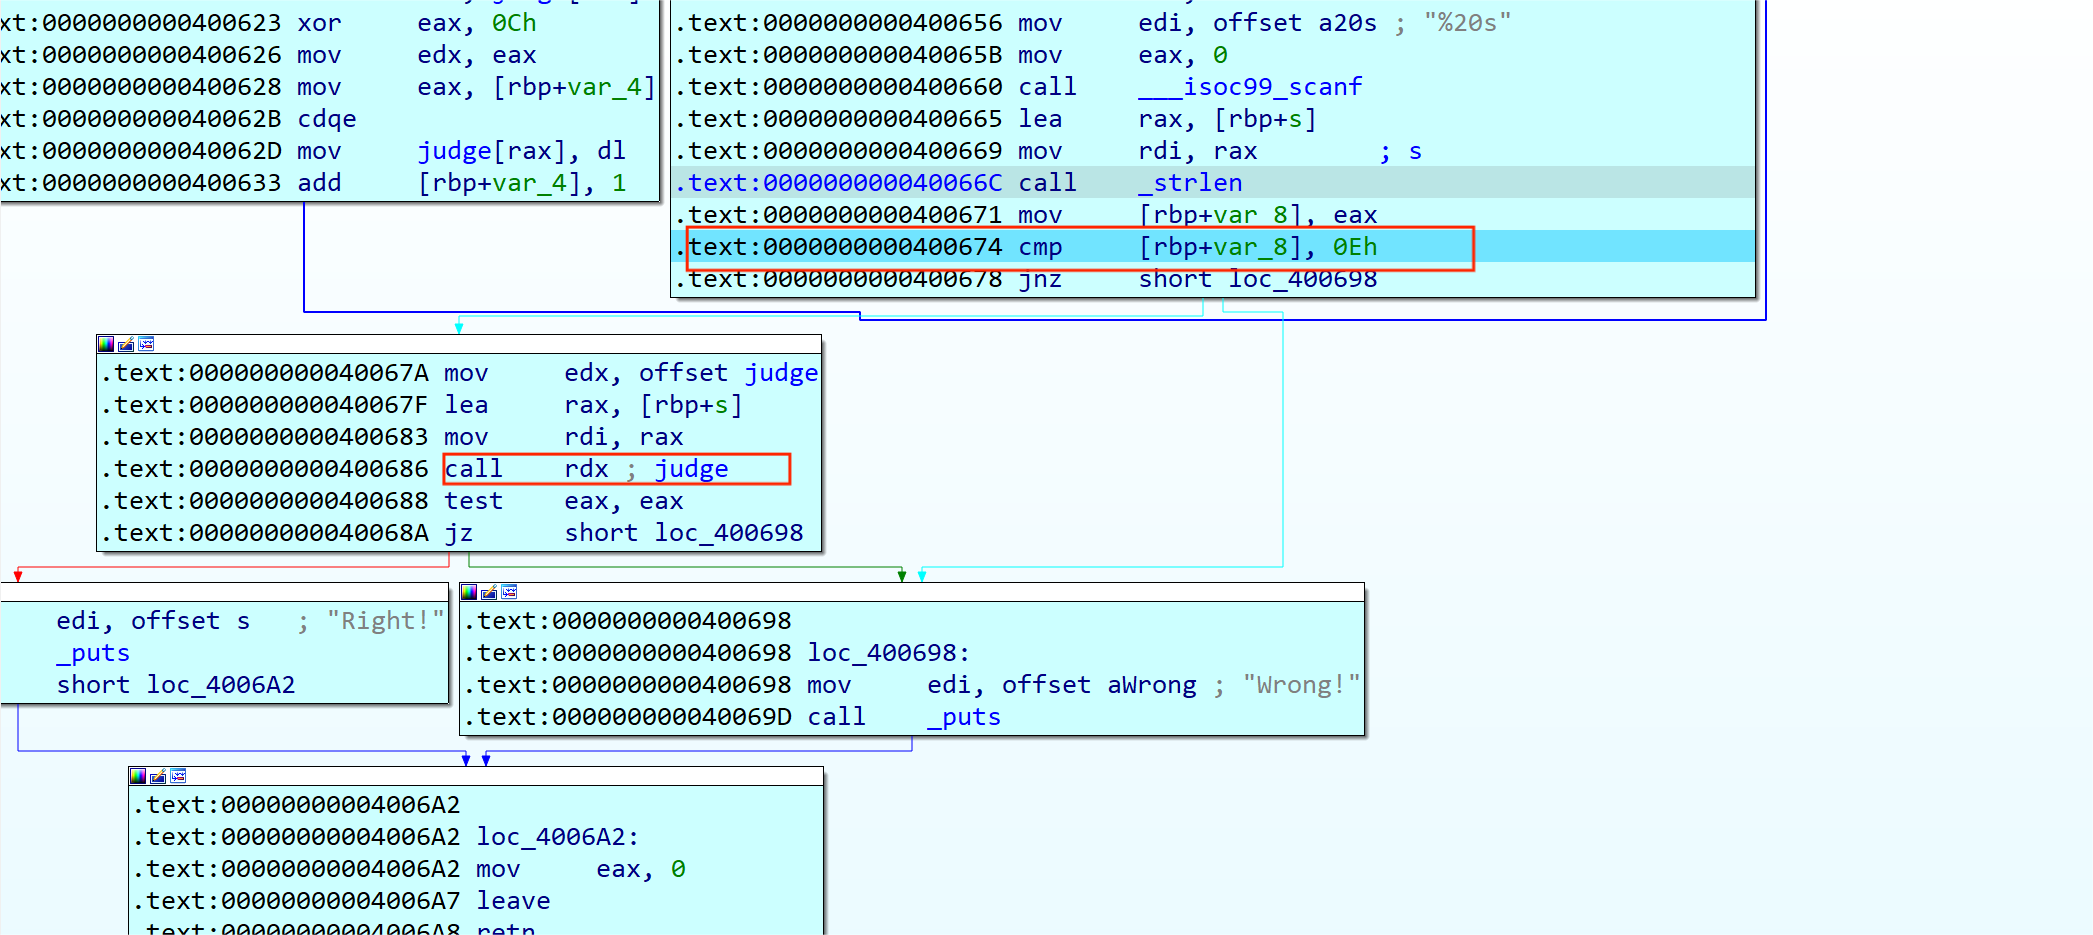 xt:0000000000400623 xor eax, 0Ch
xt:0000000000400626 mov edx, eax
xt:0000000000400628 mov eax, [rbp+var_4]
xt:000000000040062B cdqe
xt:000000000040062D mov judge[rax], dl
xt:0000000000400633 add [rbp+var_4], 1
.text:0000000000400656 mov edi, offset a20s ; "%20s"
.text:000000000040065B mov eax, 0
.text:0000000000400660 call ___isoc99_scanf
.text:0000000000400665 lea rax, [rbp+s]
.text:0000000000400669 mov rdi, rax ; s
.text:000000000040066C call _strlen
.text:0000000000400671 mov [rbp+var_8], eax
.text:0000000000400674 cmp [rbp+var_8], 0Eh
.text:0000000000400678 jnz short loc_400698
.text:000000000040067A mov edx, offset judge
.text:000000000040067F lea rax, [rbp+s]
.text:0000000000400683 mov rdi, rax
.text:0000000000400686 call rdx ; judge
.text:0000000000400688 test eax, eax
.text:000000000040068A jz short loc_400698
edi, offset s ; "Right!"
_puts
short loc_4006A2
.text:0000000000400698
.text:0000000000400698 loc_400698:
.text:0000000000400698 mov edi, offset aWrong ; "Wrong!"
.text:000000000040069D call _puts
.text:00000000004006A2
.text:00000000004006A2 loc_4006A2:
.text:00000000004006A2 mov eax, 0
.text:00000000004006A7 leave
.text:00000000004006A8 retn